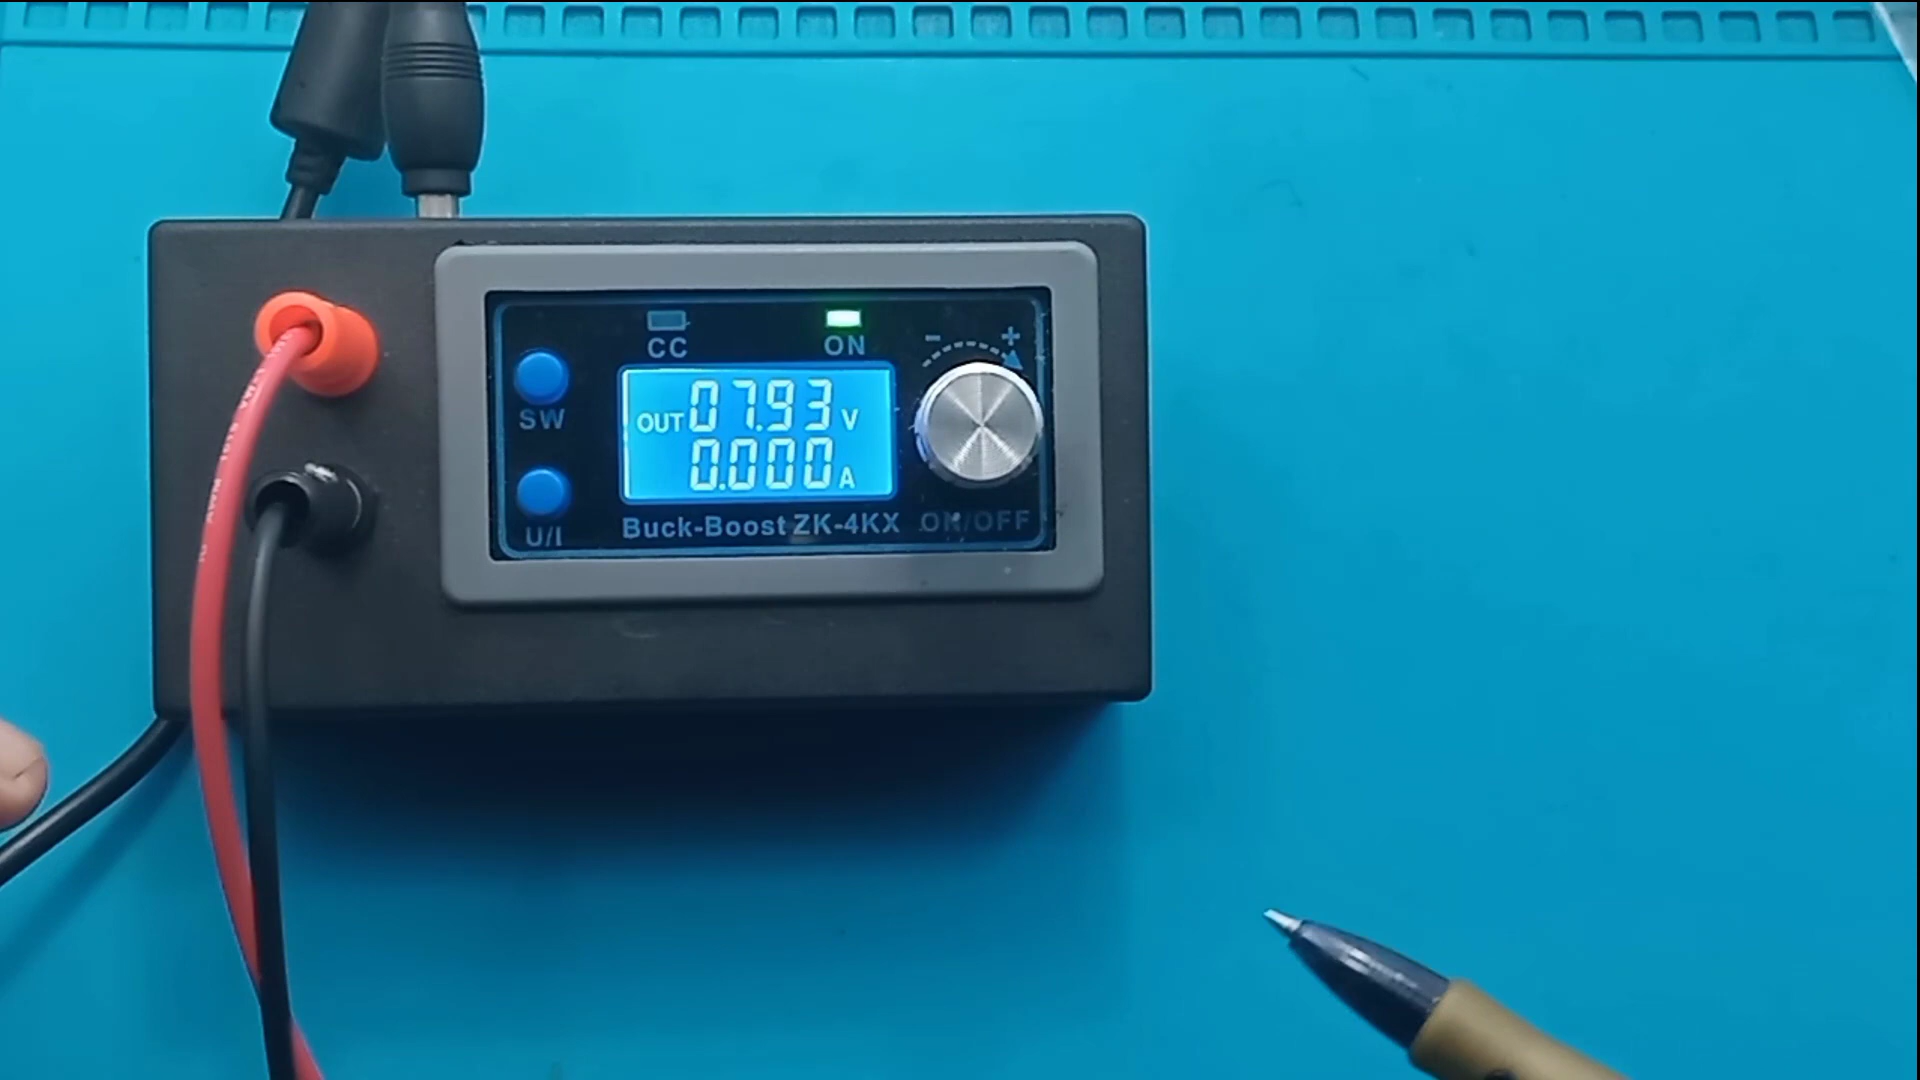 CC ON
- +
SW
OUT 07.93 V
0.000 A
U/I
Buck-Boost ZK-4KX ON/OFF